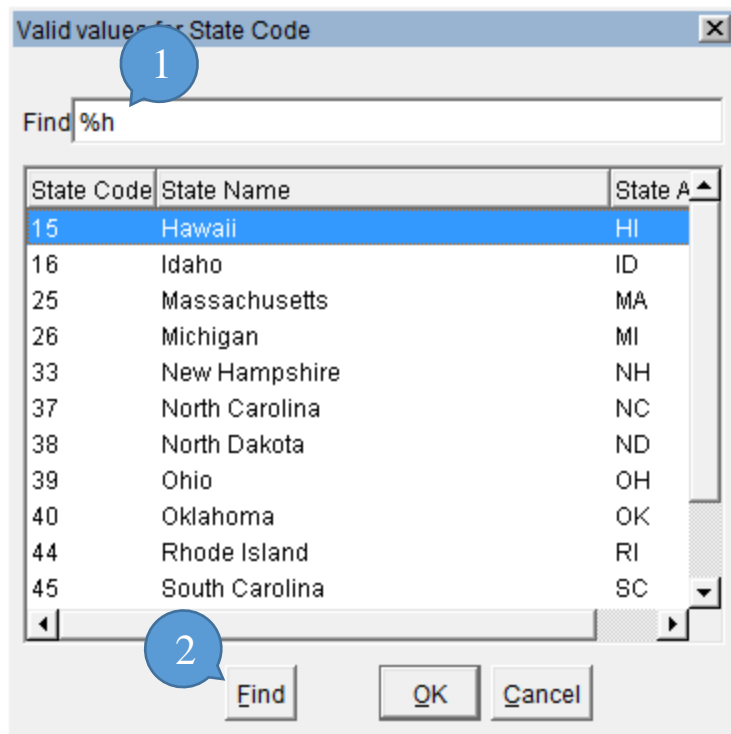 Valid values for State Code
1
Find %h
State Code State Name State A
15 Hawaii HI
16 Idaho ID
25 Massachusetts MA
26 Michigan MI
33 New Hampshire NH
37 North Carolina NC
38 North Dakota ND
39 Ohio OH
40 Oklahoma OK
44 Rhode Island RI
45 South Carolina SC
2
Find OK Cancel